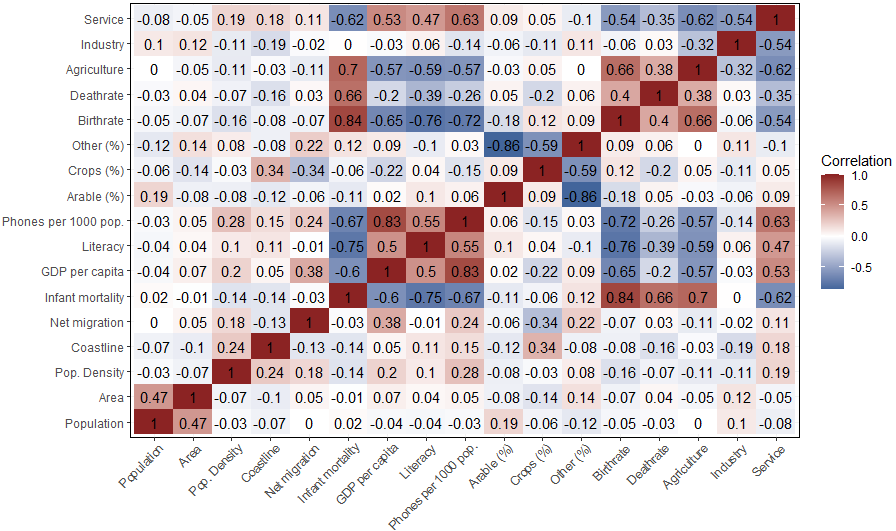 Service -0.08 -0.05 0.19 0.18 0.11 -0.62 0.53 0.47 0.63 0.09 0.05 -0.1 -0.54 -0.35 -0.62 -0.54 1
Industry 0.1 0.12 -0.11 -0.19 -0.02 0 -0.03 0.06 -0.14 -0.06 -0.11 0.11 -0.06 0.03 -0.32 1 -0.54
Agriculture 0 -0.05 -0.11 -0.03 -0.11 0.7 -0.57 -0.59 -0.57 -0.03 0.05 0 0.66 0.38 1 -0.32 -0.62
Deathrate -0.03 0.04 -0.07 -0.16 0.03 0.66 -0.2 -0.39 -0.26 0.05 -0.2 0.06 0.4 1 0.38 0.03 -0.35
Birthrate -0.05 -0.07 -0.16 -0.08 -0.07 0.84 -0.65 -0.76 -0.72 -0.18 0.12 0.09 1 0.4 0.66 -0.06 -0.54
Other (%) -0.12 0.14 0.08 -0.08 0.22 0.12 0.09 -0.1 0.03 -0.86 -0.59 1 0.09 0.06 0 0.11 -0.1
Crops (%) -0.06 -0.14 -0.03 0.34 -0.34 -0.06 -0.22 0.04 -0.15 0.09 1 -0.59 0.12 -0.2 0.05 -0.11 0.05
Arable (%) 0.19 -0.08 -0.08 -0.12 -0.06 -0.11 0.02 0.1 0.06 1 0.09 -0.86 -0.18 0.05 -0.03 -0.06 0.09
Phones per 1000 pop. -0.03 0.05 0.28 0.15 0.24 -0.67 0.83 0.55 1 0.06 -0.15 0.03 -0.72 -0.26 -0.57 -0.14 0.63
Literacy -0.04 0.04 0.1 0.11 -0.01 -0.75 0.5 1 0.55 0.1 0.04 -0.1 -0.76 -0.39 -0.59 0.06 0.47
GDP per capita -0.04 0.07 0.2 0.05 0.38 -0.6 1 0.5 0.83 0.02 -0.22 0.09 -0.65 -0.2 -0.57 -0.03 0.53
Infant mortality 0.02 -0.01 -0.14 -0.14 -0.03 1 -0.6 -0.75 -0.67 -0.11 -0.06 0.12 0.84 0.66 0.7 0 -0.62
Net migration 0 0.05 0.18 -0.13 1 -0.03 0.38 -0.01 0.24 -0.06 -0.34 0.22 -0.07 0.03 -0.11 -0.02 0.11
Coastline -0.07 -0.1 0.24 1 -0.13 -0.14 0.05 0.11 0.15 -0.12 0.34 -0.08 -0.08 -0.16 -0.03 -0.19 0.18
Pop. Density -0.03 -0.07 1 0.24 0.18 -0.14 0.2 0.1 0.28 -0.08 -0.03 0.08 -0.16 -0.07 -0.11 -0.11 0.19
Area 0.47 1 -0.07 -0.1 0.05 -0.01 0.07 0.04 0.05 -0.08 -0.14 0.14 -0.07 0.04 -0.05 0.12 -0.05
Population 1 0.47 -0.03 -0.07 0 0.02 -0.04 -0.04 -0.03 0.19 -0.06 -0.12 -0.05 -0.03 0 0.1 -0.08
Population Area Pop. Density Coastline Net migration Infant mortality GDP per capita Literacy Phones per 1000 pop. Arable (%) Crops (%) Other (%) Birthrate Deathrate Agriculture Industry Service
Correlation
1.0
0.5
0.0
-0.5